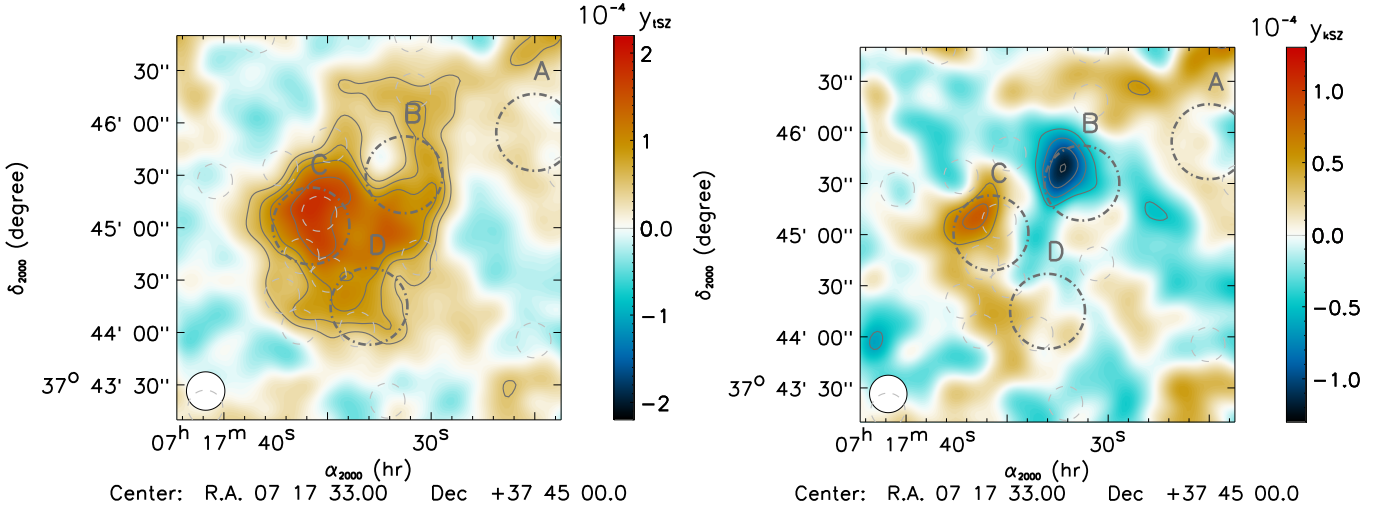 10⁻⁴ y_tSZ
2
1
0.0
−1
−2
30''
46' 00''
30''
45' 00''
30''
44' 00''
37° 43' 30''
δ₂₀₀₀ (degree)
A
B
C
D
07ʰ 17ᵐ 40ˢ 30ˢ
α₂₀₀₀ (hr)
Center: R.A. 07 17 33.00 Dec +37 45 00.0
10⁻⁴ y_kSZ
1.0
0.5
0.0
−0.5
−1.0
30''
46' 00''
30''
45' 00''
30''
44' 00''
37° 43' 30''
δ₂₀₀₀ (degree)
A
B
C
D
07ʰ 17ᵐ 40ˢ 30ˢ
α₂₀₀₀ (hr)
Center: R.A. 07 17 33.00 Dec +37 45 00.0